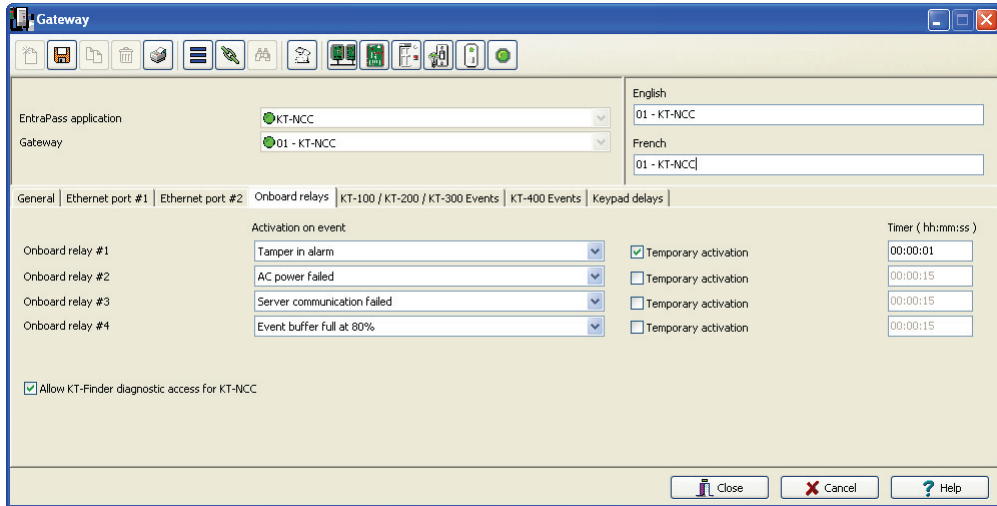 Gateway
English
EntraPass application KT-NCC 01 - KT-NCC
Gateway 01 - KT-NCC French
01 - KT-NCC
General Ethernet port #1 Ethernet port #2 Onboard relays KT-100 / KT-200 / KT-300 Events KT-400 Events Keypad delays
Activation on event Timer ( hh:mm:ss )
Onboard relay #1 Tamper in alarm Temporary activation 00:00:01
Onboard relay #2 AC power failed Temporary activation 00:00:15
Onboard relay #3 Server communication failed Temporary activation 00:00:15
Onboard relay #4 Event buffer full at 80% Temporary activation 00:00:15
Allow KT-Finder diagnostic access for KT-NCC
Close Cancel ? Help